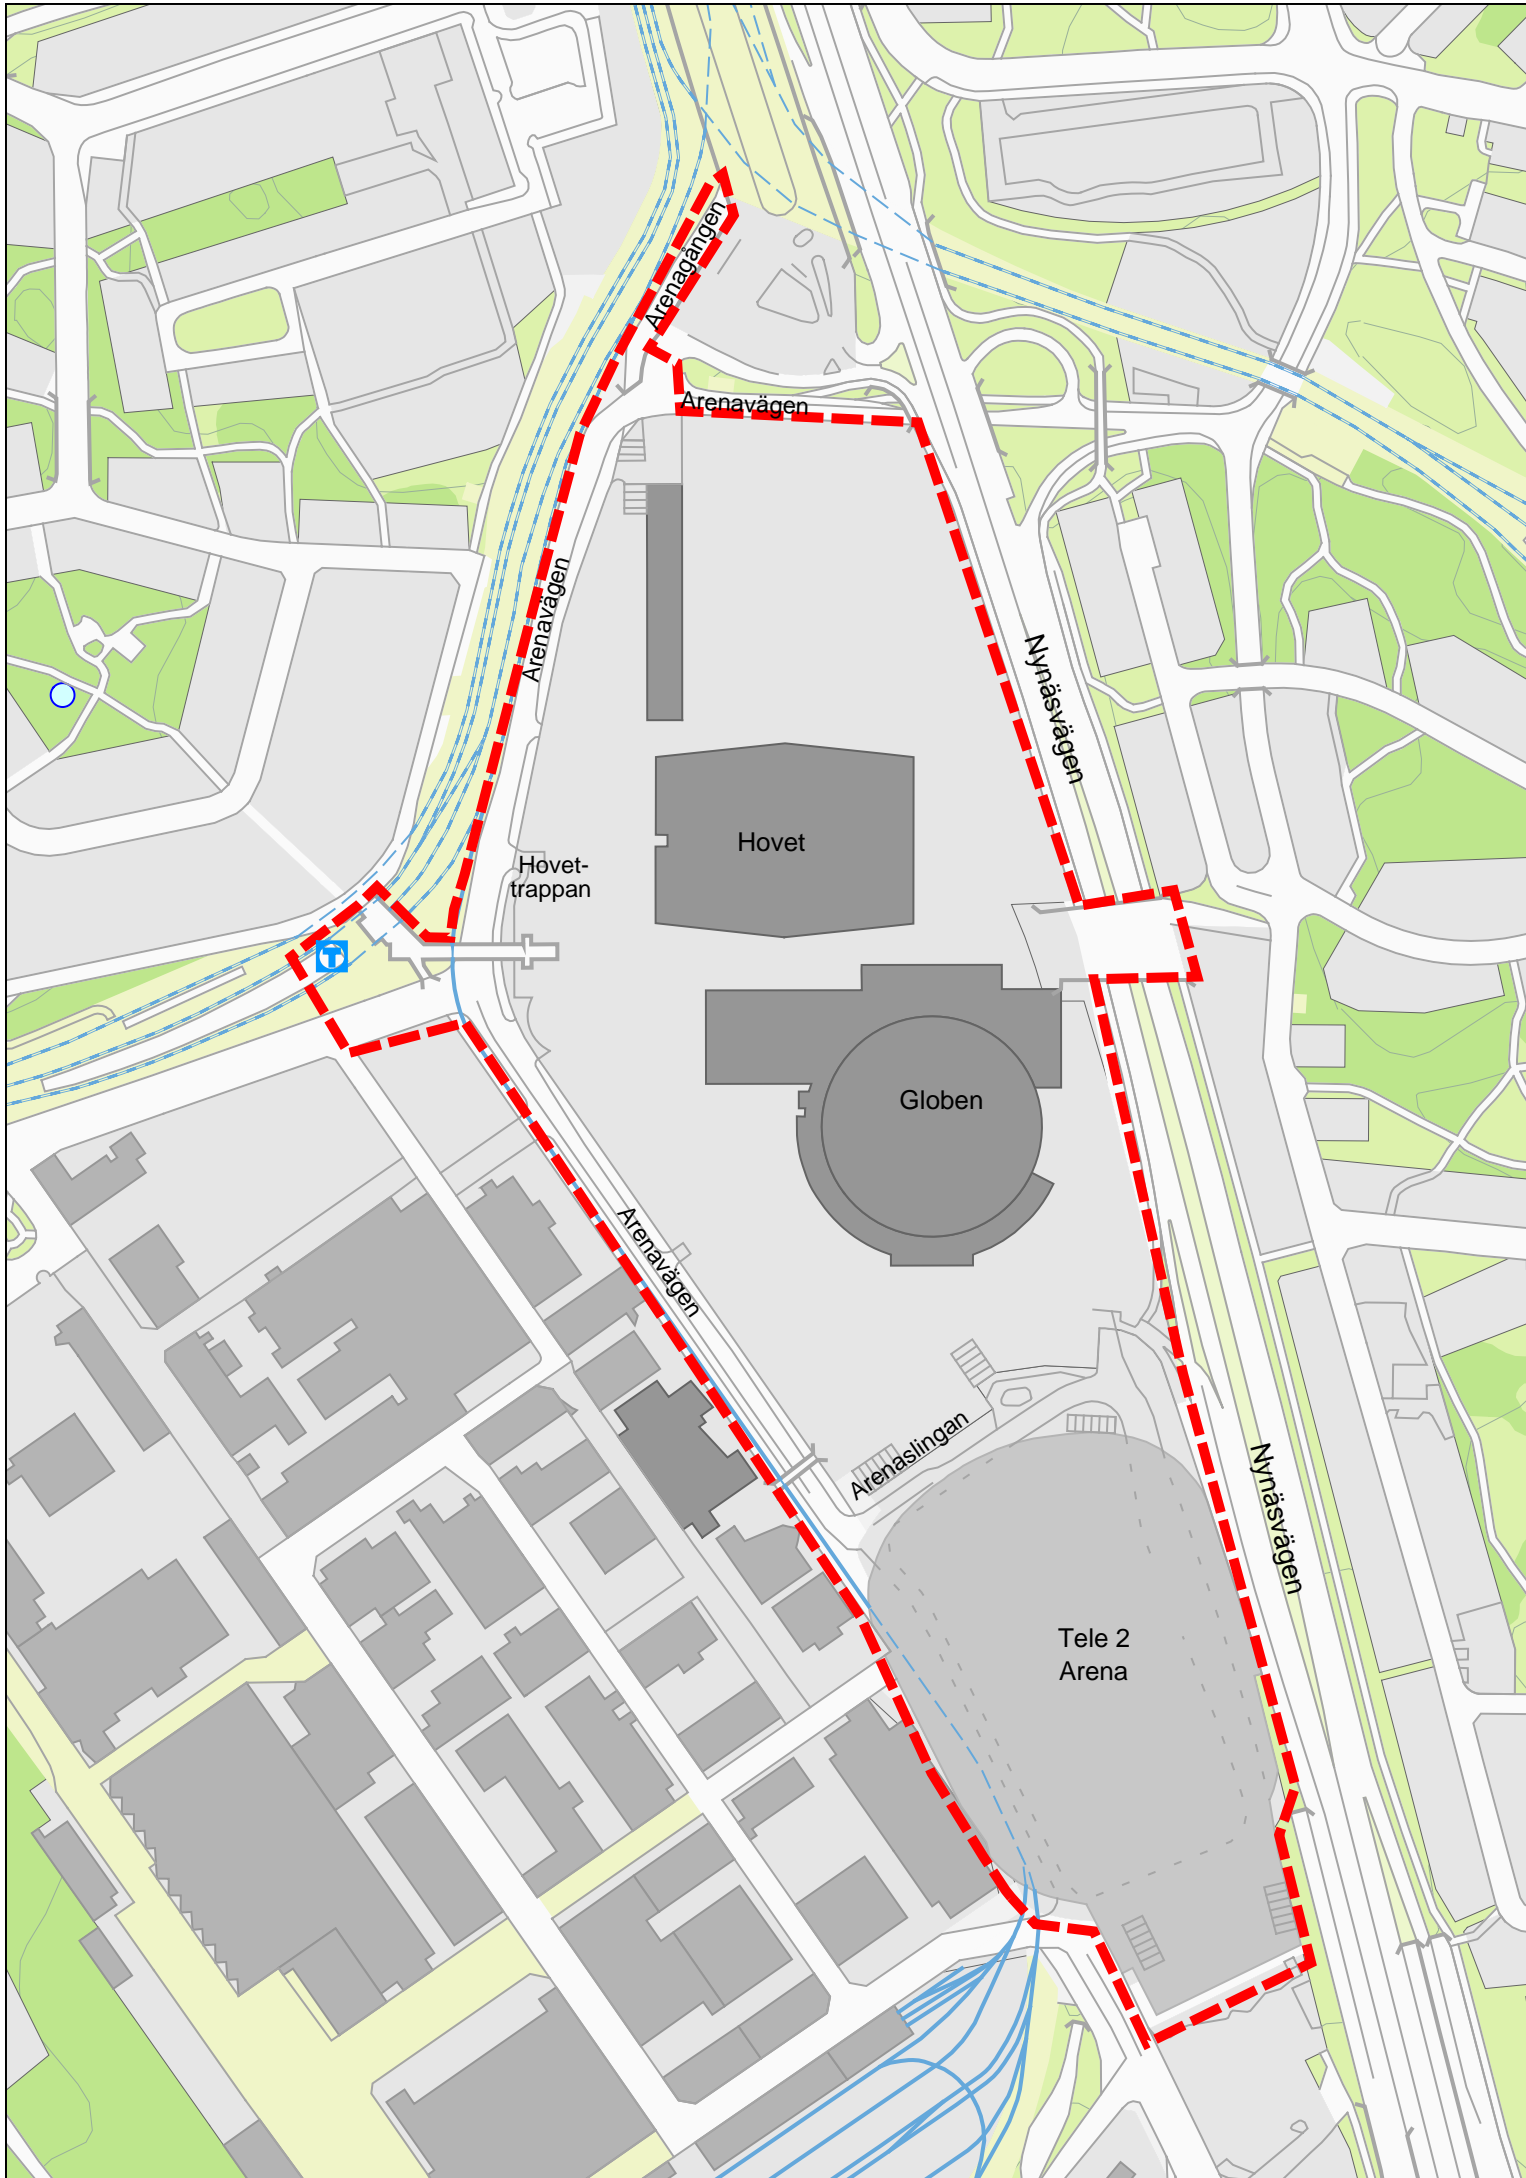 Arenagången
Arenavägen
Arenavägen
Nynäsvägen
Hovet
Hovet-
trappan
T
Globen
Arenavägen
Arenaslingan
Nynäsvägen
Tele 2
Arena